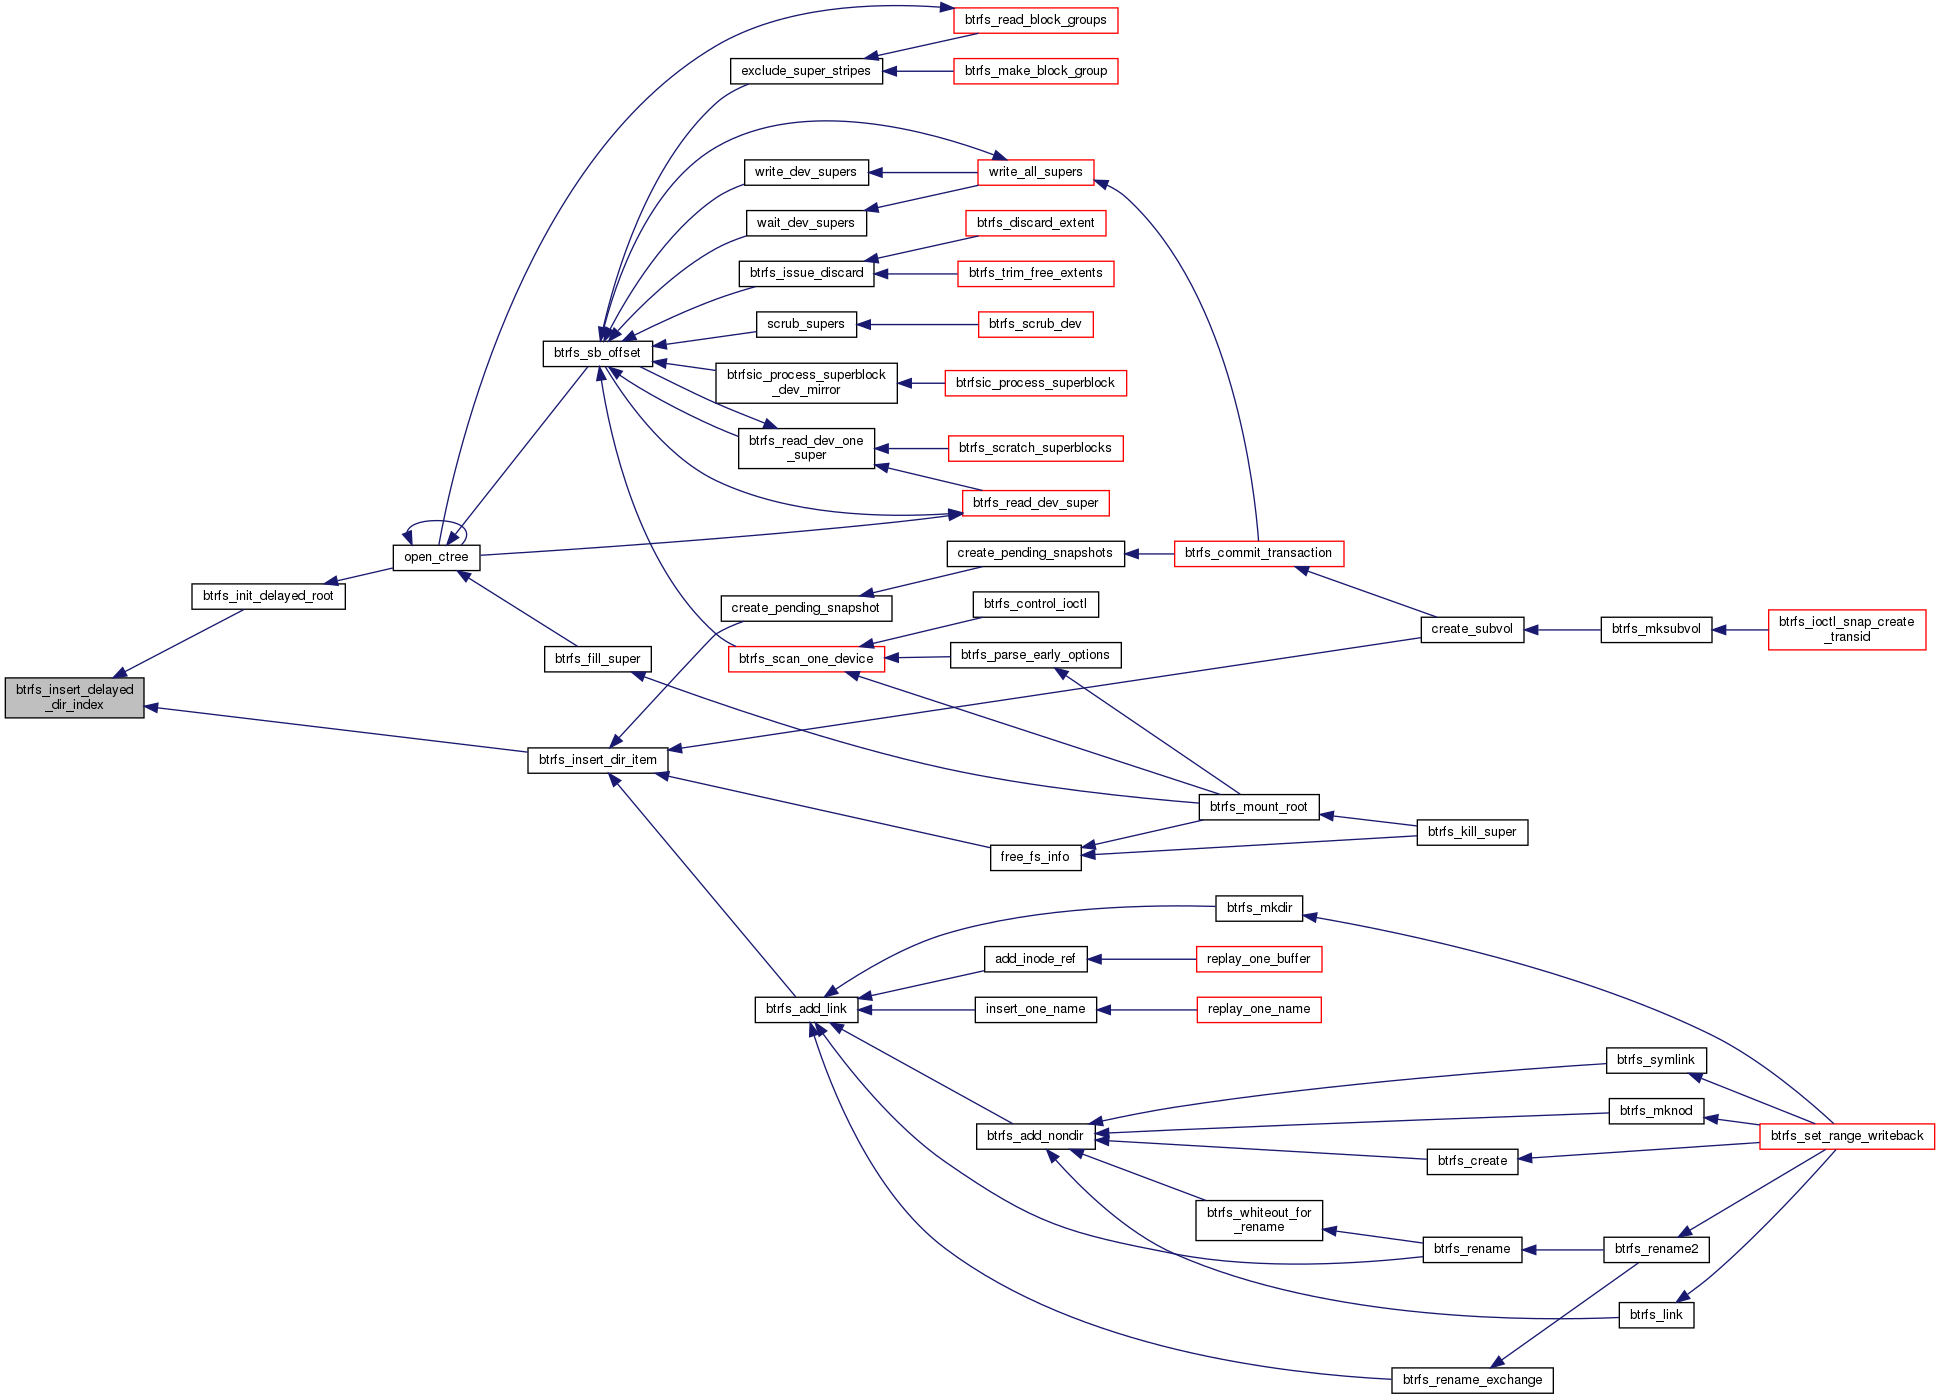 btrfs_read_block_groups
exclude_super_stripes
btrfs_make_block_group
write_dev_supers
write_all_supers
wait_dev_supers
btrfs_discard_extent
btrfs_issue_discard
btrfs_trim_free_extents
scrub_supers
btrfs_scrub_dev
btrfs_sb_offset
btrfsic_process_superblock
_dev_mirror
btrfsic_process_superblock
btrfs_read_dev_one
_super
btrfs_scratch_superblocks
btrfs_read_dev_super
open_ctree
create_pending_snapshots
btrfs_commit_transaction
btrfs_init_delayed_root
create_pending_snapshot
btrfs_control_ioctl
create_subvol
btrfs_mksubvol
btrfs_ioctl_snap_create
_transid
btrfs_fill_super
btrfs_scan_one_device
btrfs_parse_early_options
btrfs_insert_delayed
_dir_index
btrfs_insert_dir_item
btrfs_mount_root
btrfs_kill_super
free_fs_info
btrfs_mkdir
add_inode_ref
replay_one_buffer
btrfs_add_link
insert_one_name
replay_one_name
btrfs_symlink
btrfs_mknod
btrfs_add_nondir
btrfs_set_range_writeback
btrfs_create
btrfs_whiteout_for
_rename
btrfs_rename
btrfs_rename2
btrfs_link
btrfs_rename_exchange